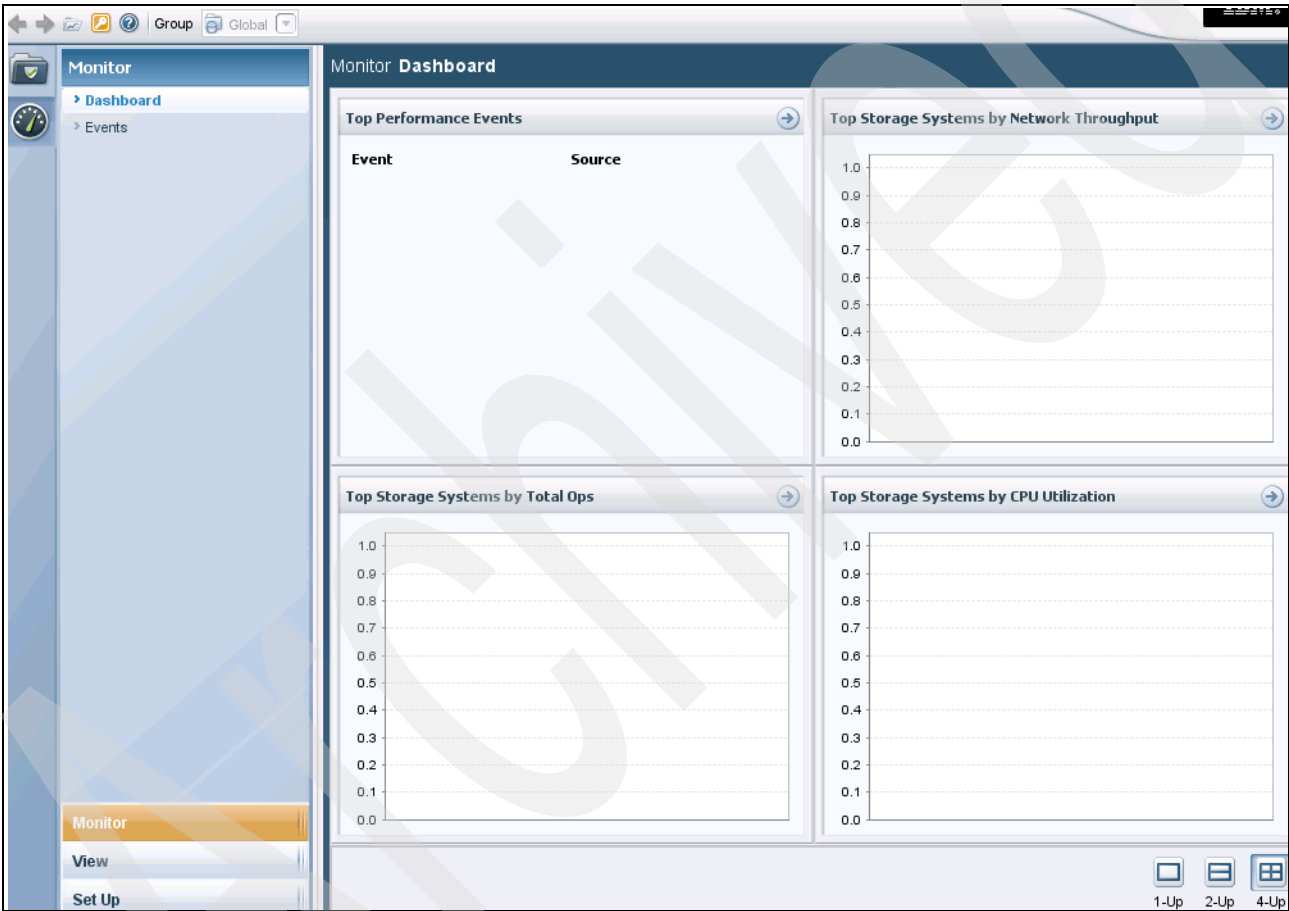 Group Global
Monitor
Dashboard
Events
Monitor
View
Set Up
Monitor Dashboard
Top Performance Events
Event Source
Top Storage Systems by Network Throughput
1.0
0.9
0.8
0.7
0.6
0.5
0.4
0.3
0.2
0.1
0.0
Top Storage Systems by Total Ops
1.0
0.9
0.8
0.7
0.6
0.5
0.4
0.3
0.2
0.1
0.0
Top Storage Systems by CPU Utilization
1.0
0.9
0.8
0.7
0.6
0.5
0.4
0.3
0.2
0.1
0.0
1-Up 2-Up 4-Up